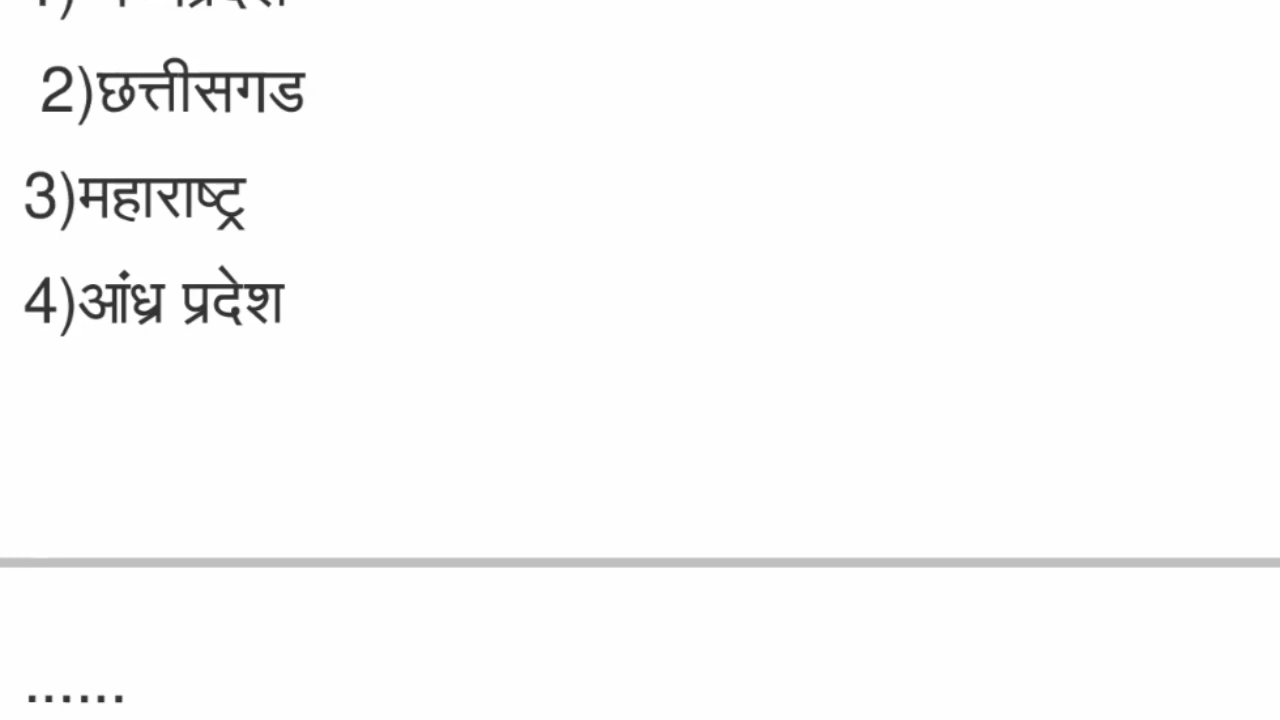 2)छत्तीसगड
3)महाराष्ट्र
4)आंध्र प्रदेश
......